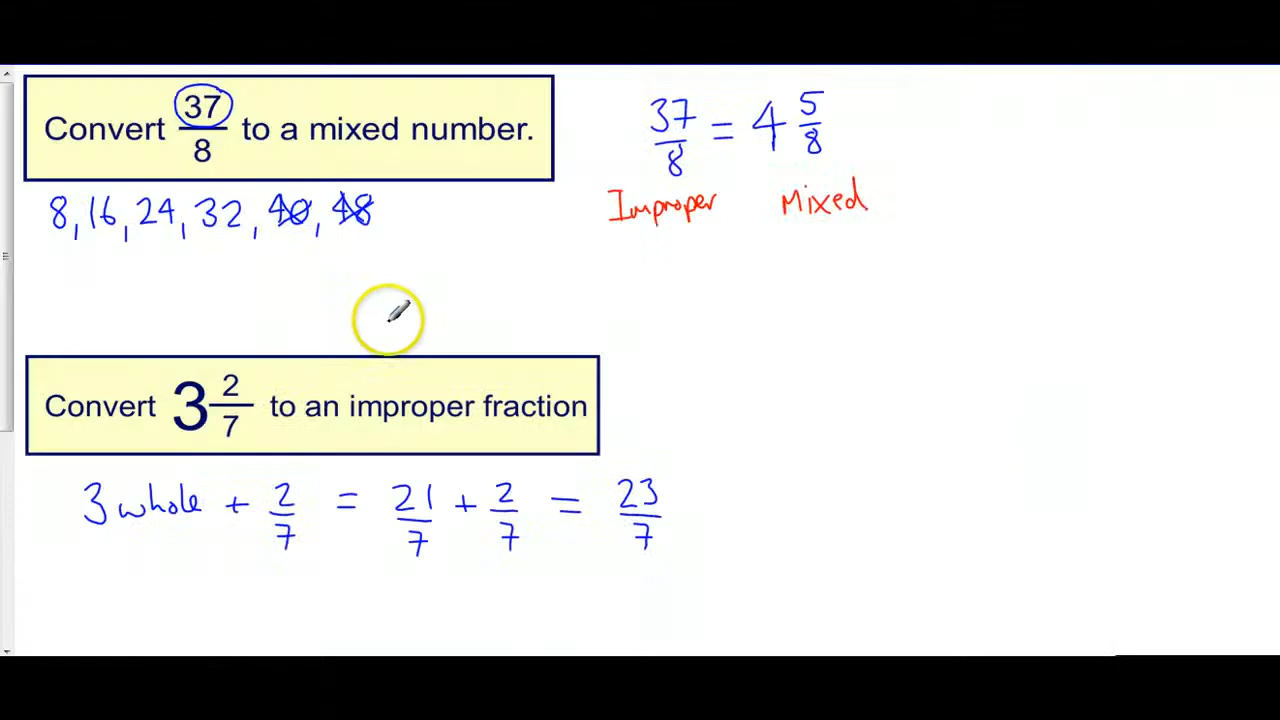 Convert 37/8 to a mixed number.
37/8 = 4 5/8
Improper Mixed
8, 16, 24, 32, 40, 48
Convert 3 2/7 to an improper fraction
3 whole + 2/7 = 21/7 + 2/7 = 23/7